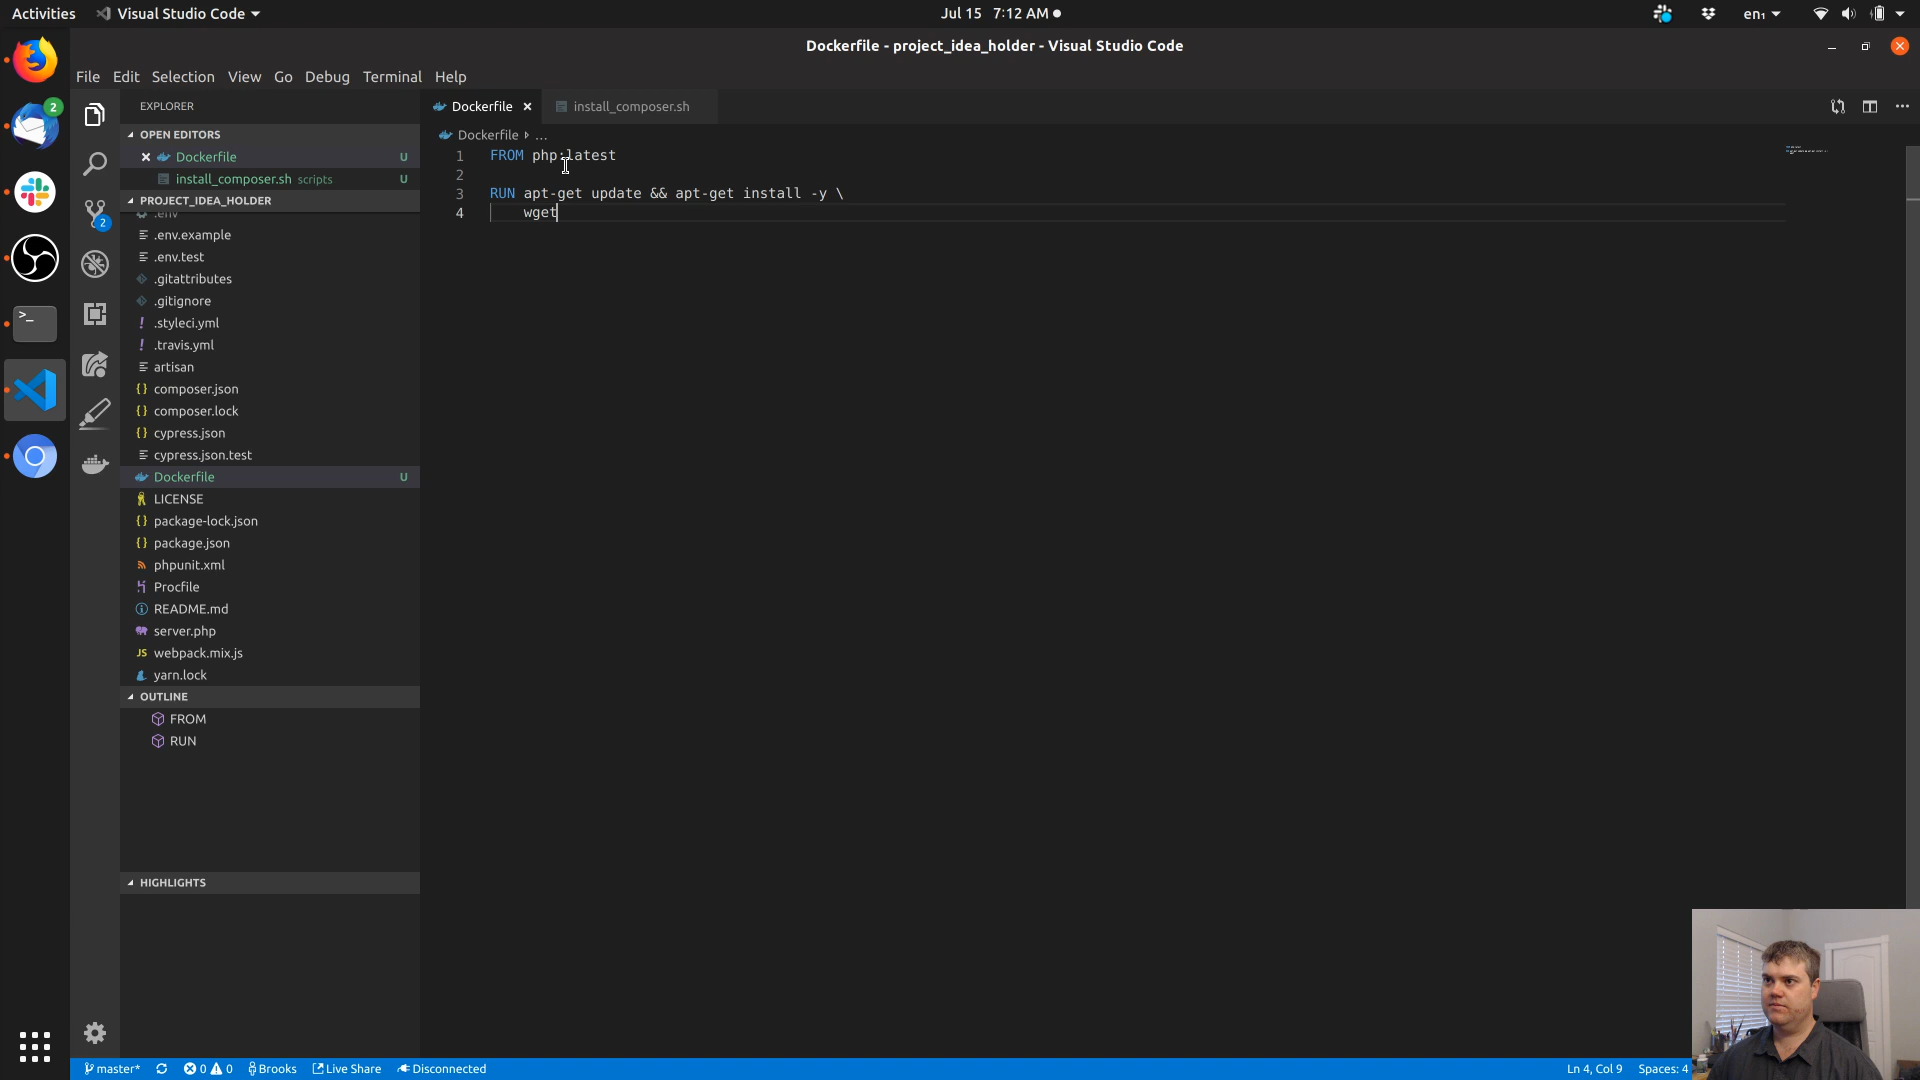 Activities
Visual Studio Code
Jul 15 7:12 AM
en₁
Dockerfile - project_idea_holder - Visual Studio Code
File Edit Selection View Go Debug Terminal Help
EXPLORER
OPEN EDITORS
Dockerfile U
install_composer.sh scripts U
PROJECT_IDEA_HOLDER
.env
.env.example
.env.test
.gitattributes
.gitignore
.styleci.yml
.travis.yml
artisan
composer.json
composer.lock
cypress.json
cypress.json.test
Dockerfile U
LICENSE
package-lock.json
package.json
phpunit.xml
Procfile
README.md
server.php
webpack.mix.js
yarn.lock
OUTLINE
FROM
RUN
HIGHLIGHTS
2
2
Dockerfile
install_composer.sh
Dockerfile ...
1 FROM php:latest
2
3 RUN apt-get update && apt-get install -y \
4 wget
master* 0 0 Brooks Live Share Disconnected
Ln 4, Col 9 Spaces: 4